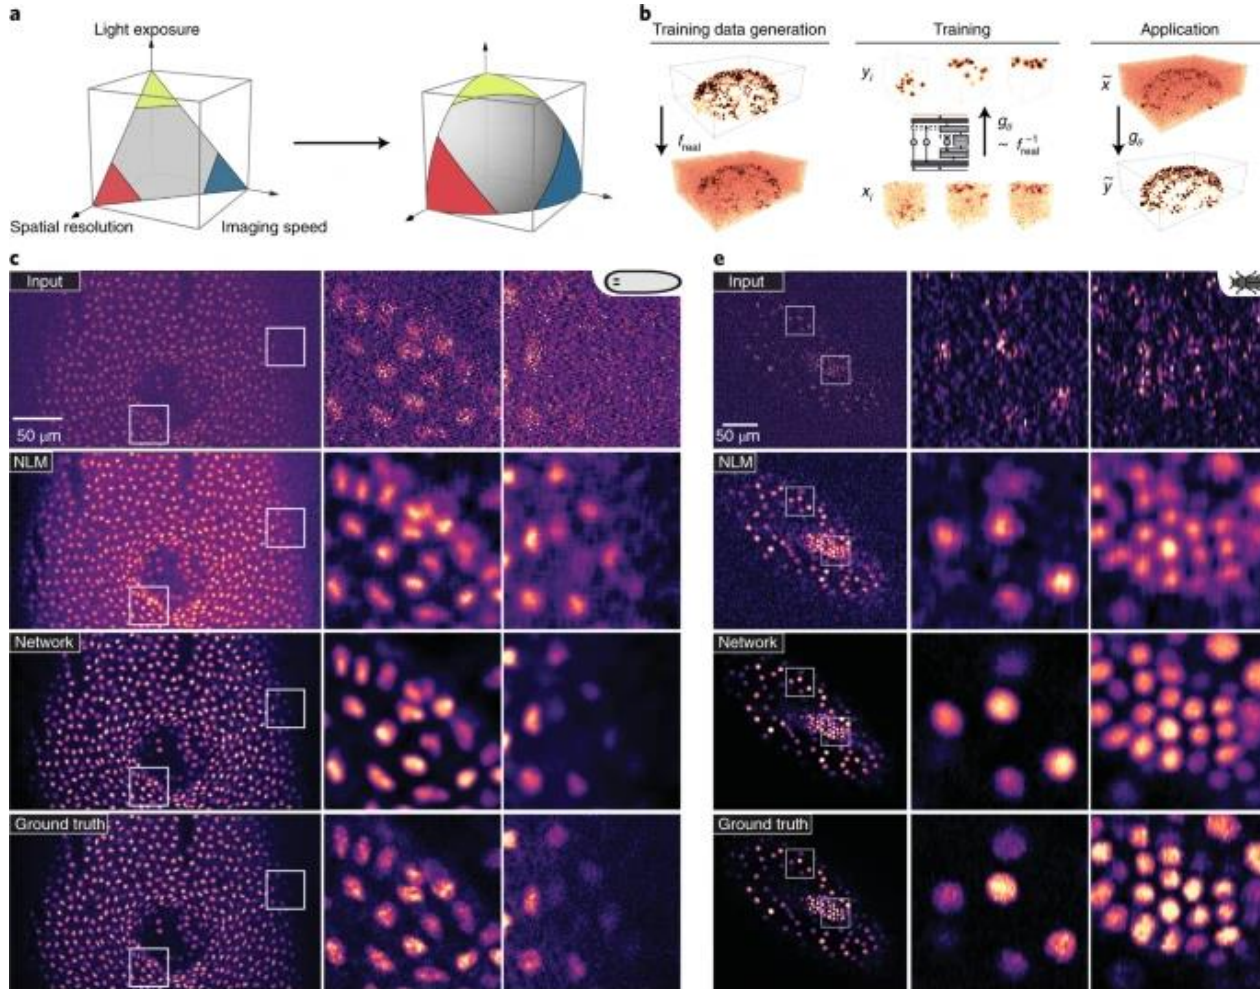 a
Light exposure
Spatial resolution
Imaging speed
b
Training data generation
f_real
Training
y_i
g_θ
~ f_real^-1
x_i
Application
x̃
g_θ
ỹ
c
Input
50 μm
NLM
Network
Ground truth
e
Input
50 μm
NLM
Network
Ground truth